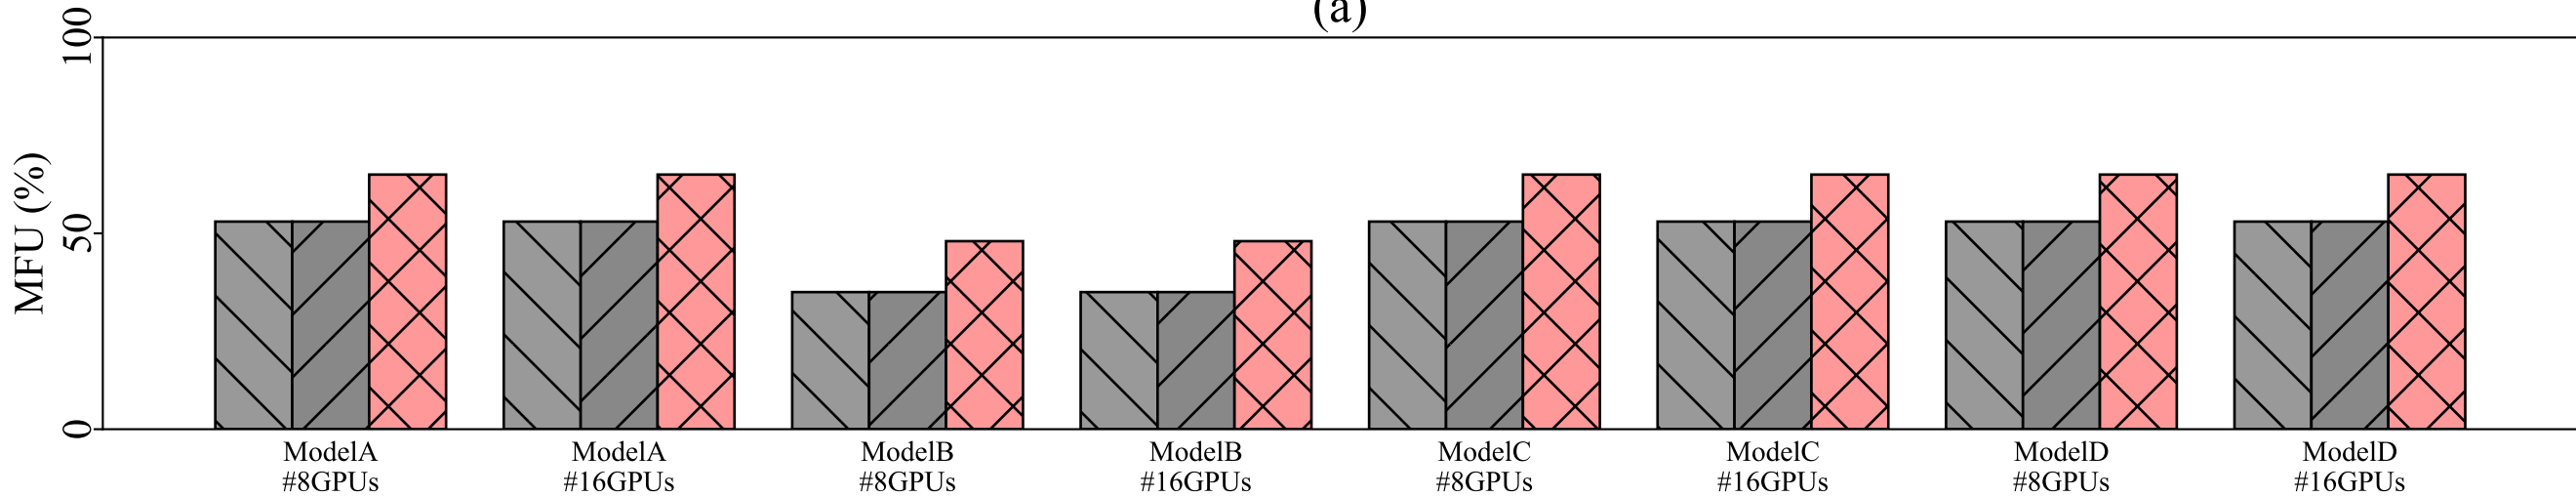 (a)
100
50
0
MFU (%)
ModelA
#8GPUs
ModelA
#16GPUs
ModelB
#8GPUs
ModelB
#16GPUs
ModelC
#8GPUs
ModelC
#16GPUs
ModelD
#8GPUs
ModelD
#16GPUs